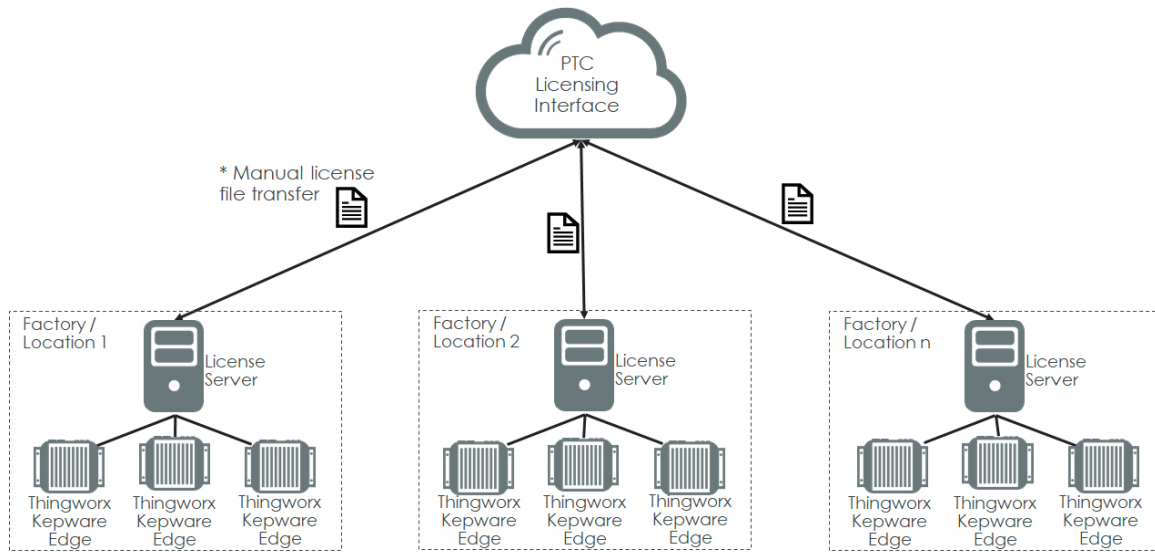 PTC
Licensing
Interface
* Manual license
file transfer
Factory /
Location 1
License
Server
Thingworx
Kepware
Edge
Thingworx
Kepware
Edge
Thingworx
Kepware
Edge
Factory /
Location 2
License
Server
Thingworx
Kepware
Edge
Thingworx
Kepware
Edge
Thingworx
Kepware
Edge
Factory /
Location n
License
Server
Thingworx
Kepware
Edge
Thingworx
Kepware
Edge
Thingworx
Kepware
Edge